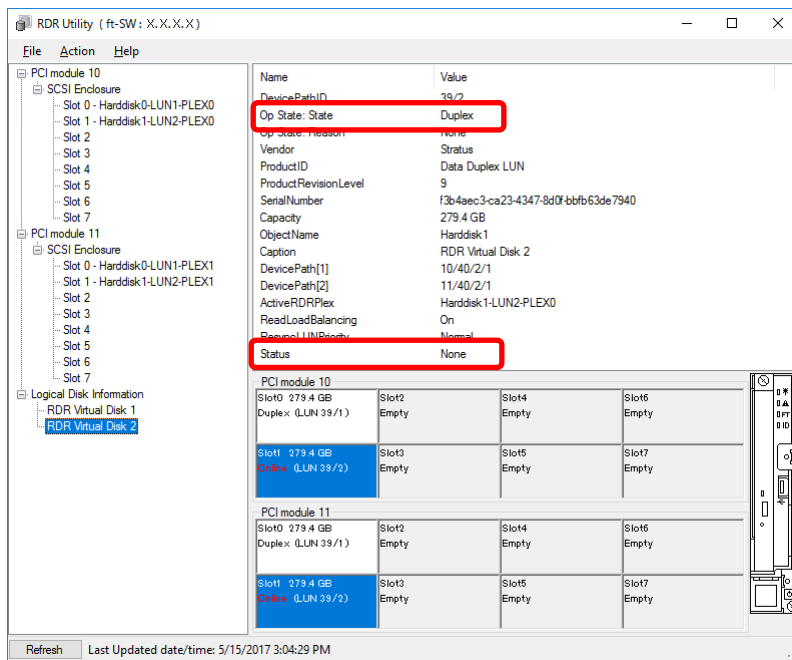 RDR Utility ( ft-SW: X.X.X.X )
File Action Help
PCI module 10
SCSI Enclosure
Slot 0 - Harddisk0-LUN1-PLEX0
Slot 1 - Harddisk1-LUN2-PLEX0
Slot 2
Slot 3
Slot 4
Slot 5
Slot 6
Slot 7
PCI module 11
SCSI Enclosure
Slot 0 - Harddisk0-LUN1-PLEX1
Slot 1 - Harddisk1-LUN2-PLEX1
Slot 2
Slot 3
Slot 4
Slot 5
Slot 6
Slot 7
Logical Disk Information
RDR Virtual Disk 1
RDR Virtual Disk 2
Name Value
DevicePathID 39/2
Op State: State Duplex
Op State: Reason None
Vendor Stratus
ProductID Data Duplex LUN
ProductRevisionLevel 9
SerialNumber f3b4aec3-ca23-4347-8d0f-bbfb63de7940
Capacity 279.4 GB
ObjectName Harddisk1
Caption RDR Virtual Disk 2
DevicePath[1] 10/40/2/1
DevicePath[2] 11/40/2/1
ActiveRDRPlex Harddisk1-LUN2-PLEX0
ReadLoadBalancing On
ResyncLUNPriority Normal
Status None
PCI module 10
Slot0 279.4 GB Slot2 Slot4 Slot6
Duplex (LUN 39/1) Empty Empty Empty
Slot1 279.4 GB Slot3 Slot5 Slot7
Online (LUN 39/2) Empty Empty Empty
PCI module 11
Slot0 279.4 GB Slot2 Slot4 Slot6
Duplex (LUN 39/1) Empty Empty Empty
Slot1 279.4 GB Slot3 Slot5 Slot7
Online (LUN 39/2) Empty Empty Empty
FT
ID
Refresh Last Updated date/time: 5/15/2017 3:04:29 PM